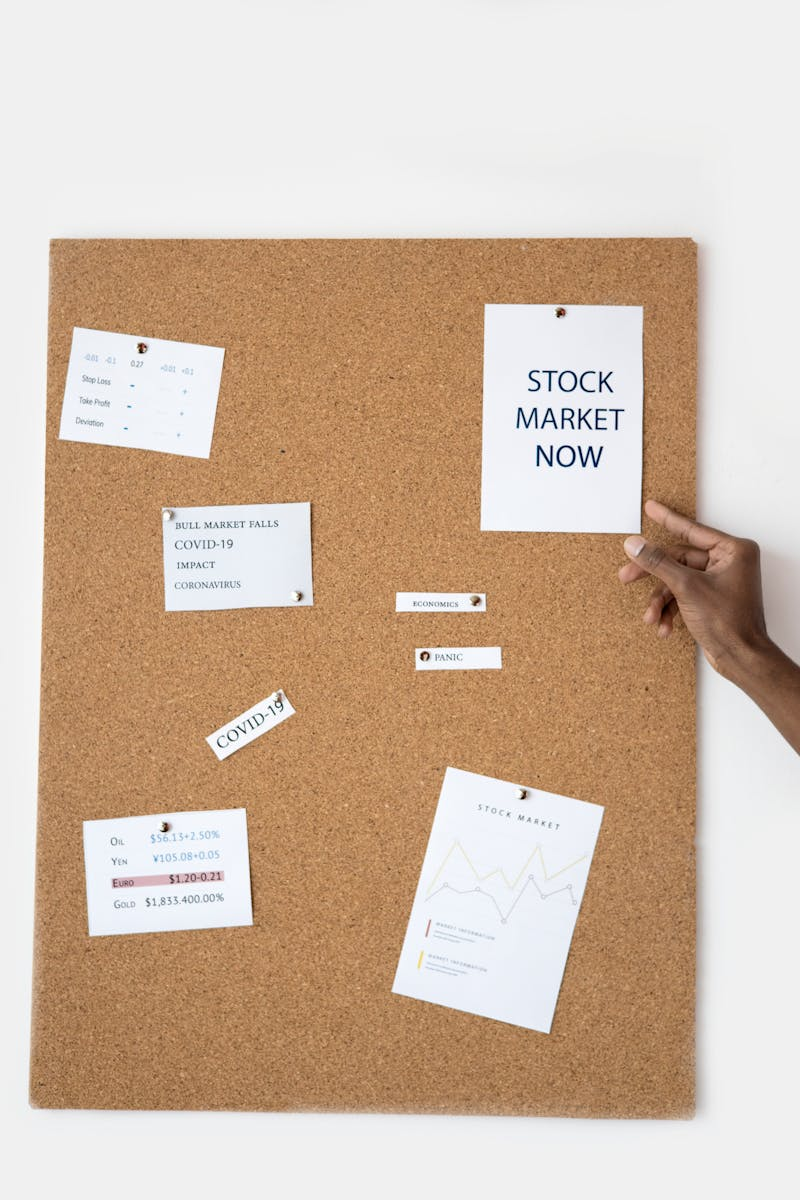 -0.01 -0.1 0.27 +0.01 +0.1
Stop Loss - +
Take Profit - +
Deviation - +
STOCK
MARKET
NOW
BULL MARKET FALLS
COVID-19
IMPACT
CORONAVIRUS
ECONOMICS
PANIC
COVID-19
OIL $56.13+2.50%
YEN ¥105.08+0.05
EURO $1.20-0.21
GOLD $1,833.400.00%
STOCK MARKET
MARKET INFORMATION
MARKET INFORMATION